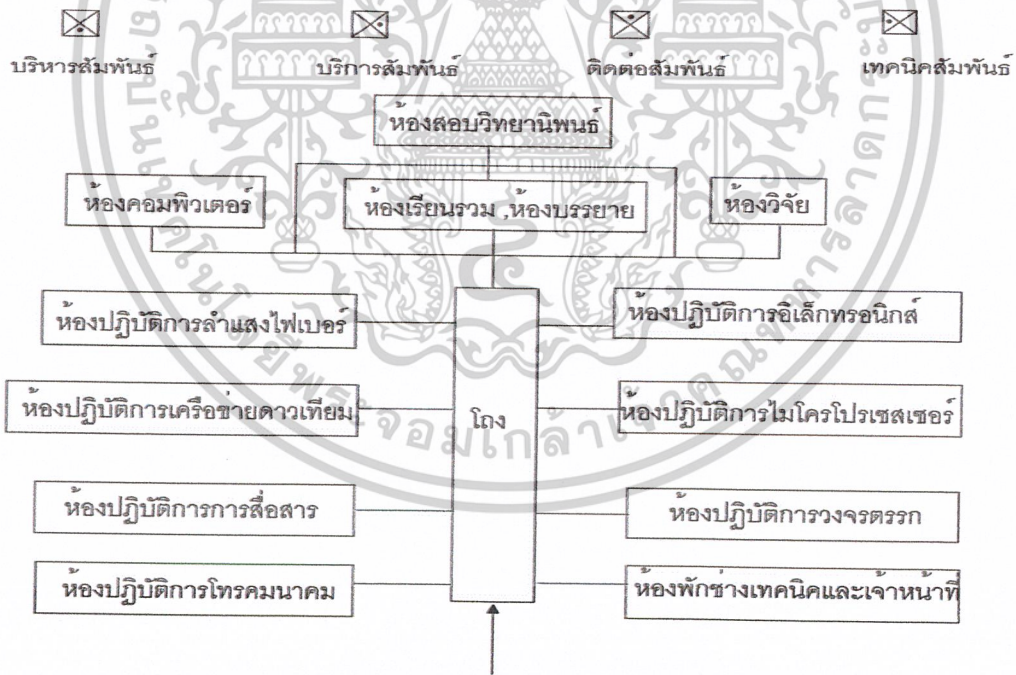 บริหารสัมพันธ์ บริการสัมพันธ์ ติดต่อสัมพันธ์ เทคนิคสัมพันธ์
ห้องสอบวิทยานิพนธ์
ห้องคอมพิวเตอร์ ห้องเรียนรวม ,ห้องบรรยาย ห้องวิจัย
ห้องปฏิบัติการลำแสงไฟเบอร์ ห้องปฏิบัติการอิเล็กทรอนิกส์
ห้องปฏิบัติการเครือข่ายดาวเทียม โถง ห้องปฏิบัติการไมโครโปรเซสเซอร์
ห้องปฏิบัติการการสื่อสาร ห้องปฏิบัติการวงจรตรรก
ห้องปฏิบัติการโทรคมนาคม ห้องพักช่างเทคนิคและเจ้าหน้าที่